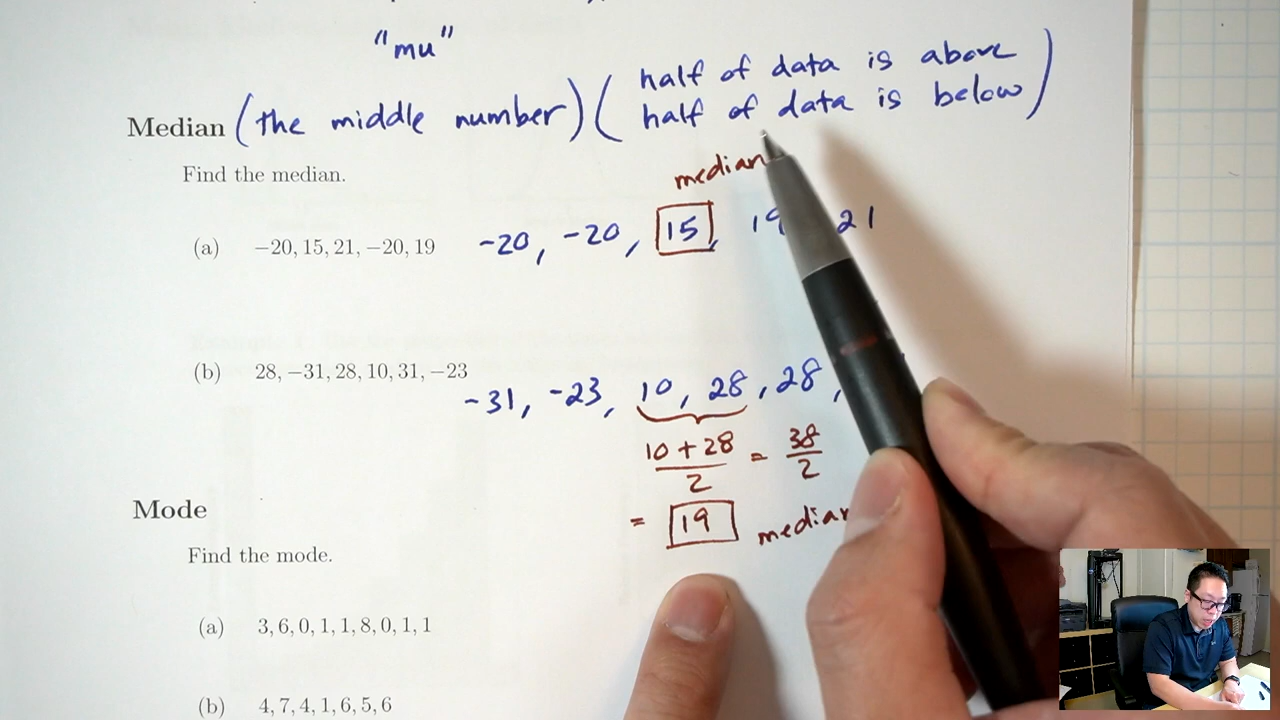 "mu"
Median (the middle number) (half of data is above
half of data is below)
Find the median.
median
(a) −20, 15, 21, −20, 19 -20, -20, 15, 19 21
(b) 28, −31, 28, 10, 31, −23 -31, -23, 10, 28, 28,
10 + 28 / 2 = 38 / 2
= 19 median
Mode
Find the mode.
(a) 3, 6, 0, 1, 1, 8, 0, 1, 1
(b) 4, 7, 4, 1, 6, 5, 6